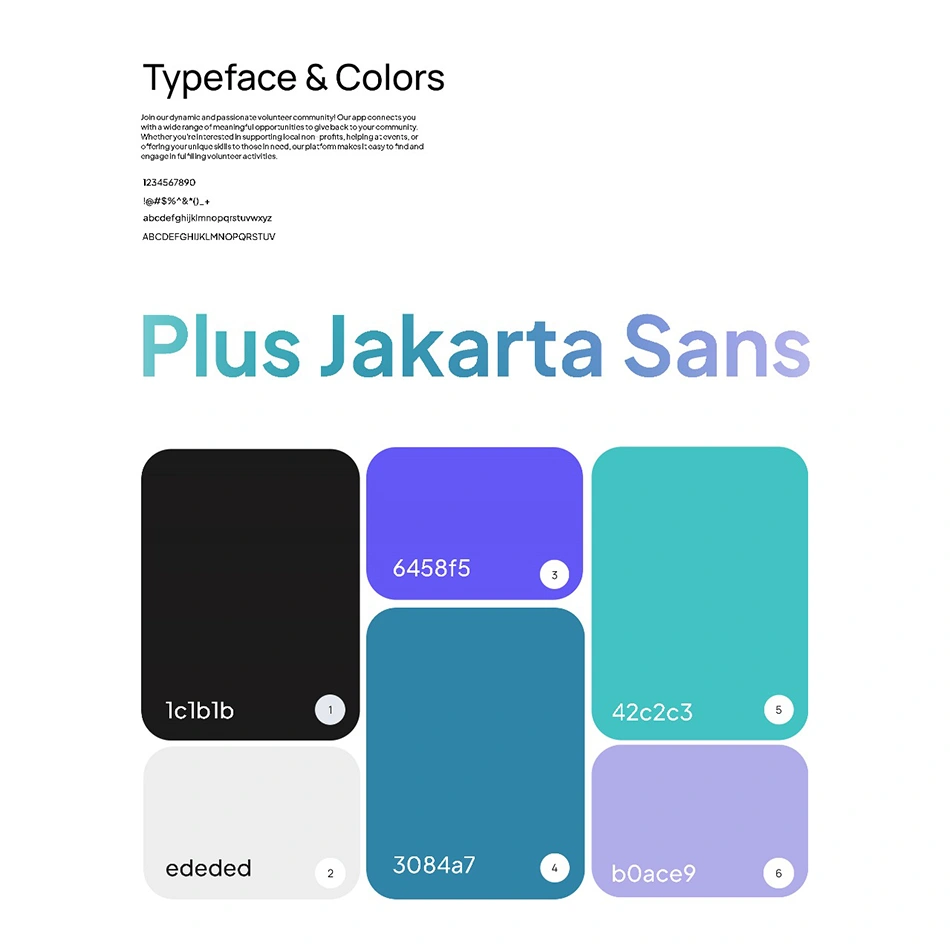 Typeface & Colors
Join our dynamic and passionate volunteer community! Our app connects you
with a wide range of meaningful opportunities to give back to your community.
Whether you're interested in supporting local non profits, helping at events, or
offering your unique skills to those in need, our platform makes it easy to find and
engage in fulfilling volunteer activities.
1234567890
!@#$%^&*()_+
abcdefghijklmnopqrstuvwxyz
ABCDEFGHIJKLMNOPQRSTUV
Plus Jakarta Sans
6458f5
3
1c1b1b
1
42c2c3
5
ededed
2
3084a7
4
b0ace9
6